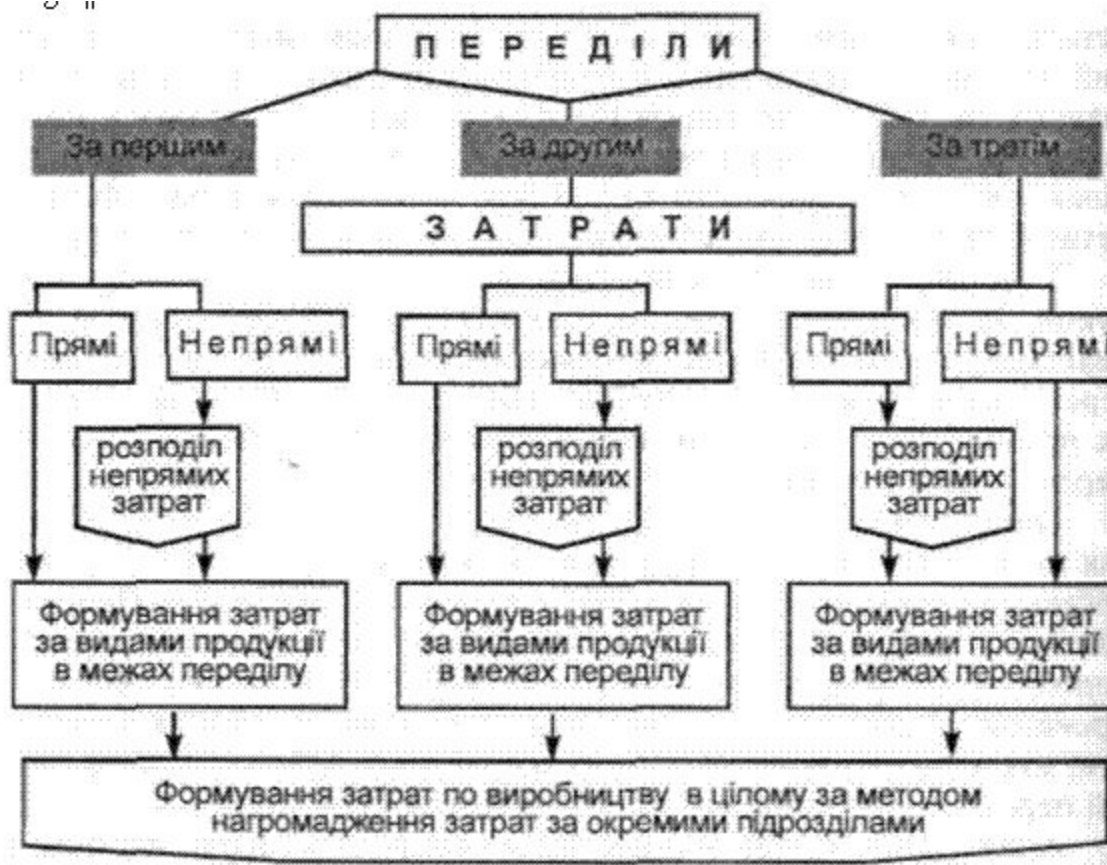 ПЕРЕДІЛИ
За першим
За другим
За третім
ЗАТРАТИ
Прямі
Непрямі
Прямі
Непрямі
Прямі
Непрямі
розподіл
непрямих
затрат
розподіл
непрямих
затрат
розподіл
непрямих
затрат
Формування затрат
за видами продукції
в межах переділу
Формування затрат
за видами продукції
в межах переділу
Формування затрат
за видами продукції
в межах переділу
Формування затрат по виробництву в цілому за методом
нагромадження затрат за окремими підрозділами